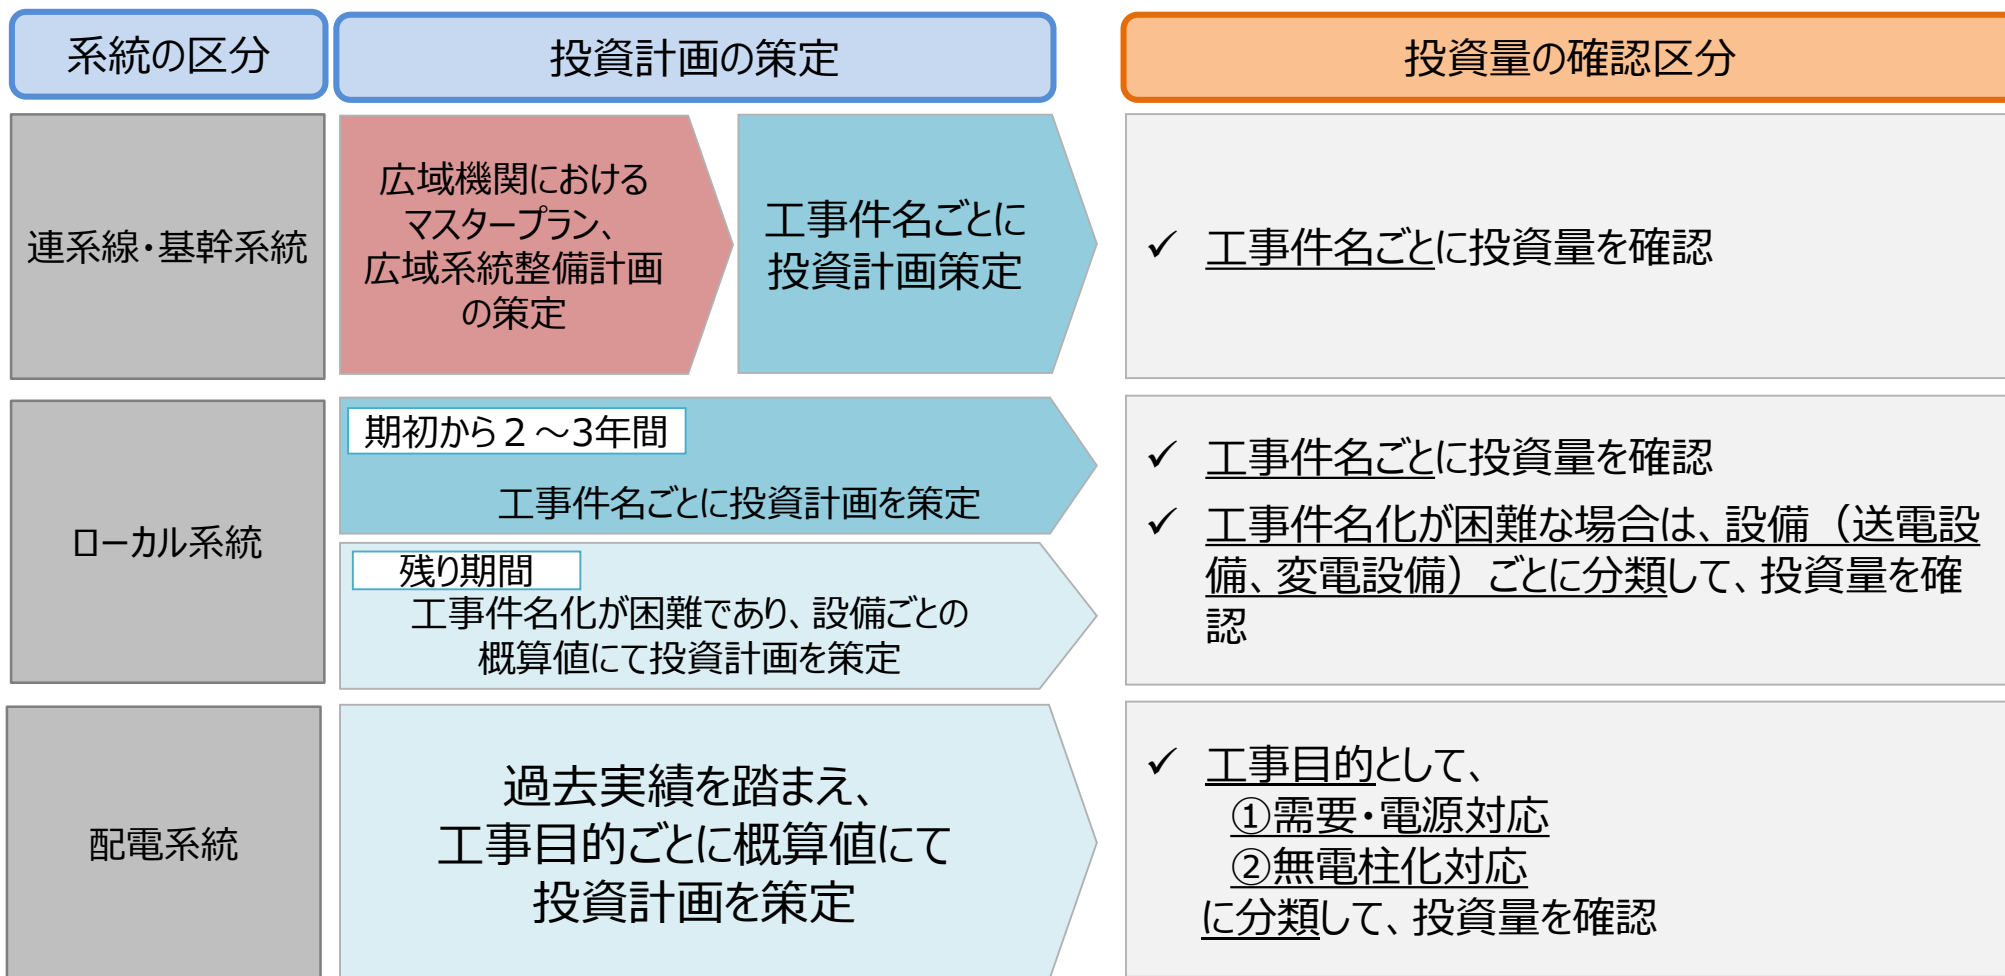 系統の区分
投資計画の策定
投資量の確認区分
連系線・基幹系統
広域機関における
マスタープラン、
広域系統整備計画
の策定
工事件名ごとに
投資計画策定
✓ 工事件名ごとに投資量を確認
ローカル系統
期初から２～3年間
工事件名ごとに投資計画を策定
残り期間
工事件名化が困難であり、設備ごとの
概算値にて投資計画を策定
✓ 工事件名ごとに投資量を確認
✓ 工事件名化が困難な場合は、設備（送電設
備、変電設備）ごとに分類して、投資量を確
認
配電系統
過去実績を踏まえ、
工事目的ごとに概算値にて
投資計画を策定
✓ 工事目的として、
①需要・電源対応
②無電柱化対応
に分類して、投資量を確認